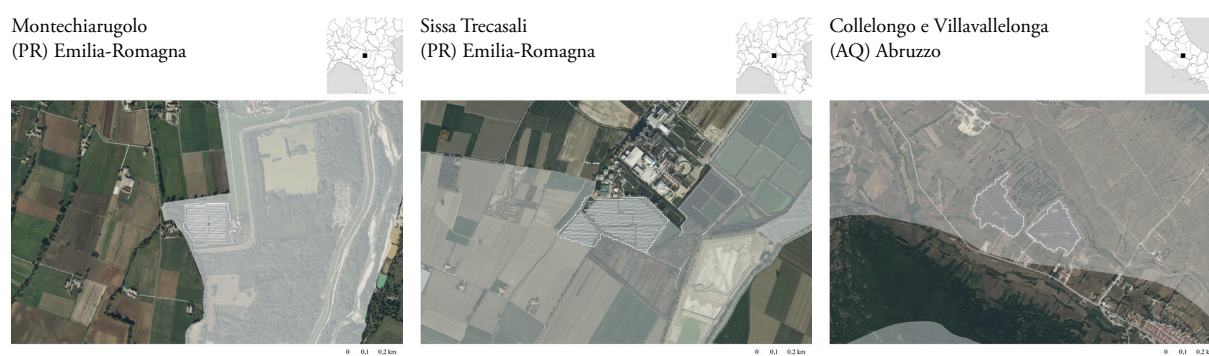 Montechiarugolo
(PR) Emilia-Romagna
Sissa Trecasali
(PR) Emilia-Romagna
Collelongo e Villavallelonga
(AQ) Abruzzo
0 0,1 0,2 km
0 0,1 0,2 km
0 0,1 0,2 k